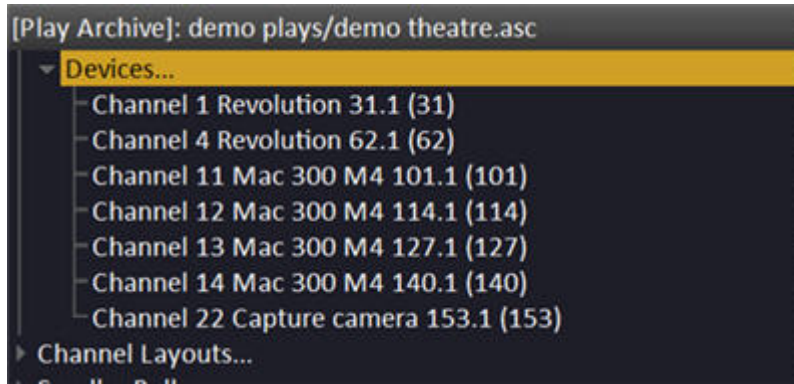 [Play Archive]: demo plays/demo theatre.asc
Devices...
Channel 1 Revolution 31.1 (31)
Channel 4 Revolution 62.1 (62)
Channel 11 Mac 300 M4 101.1 (101)
Channel 12 Mac 300 M4 114.1 (114)
Channel 13 Mac 300 M4 127.1 (127)
Channel 14 Mac 300 M4 140.1 (140)
Channel 22 Capture camera 153.1 (153)
Channel Layouts...